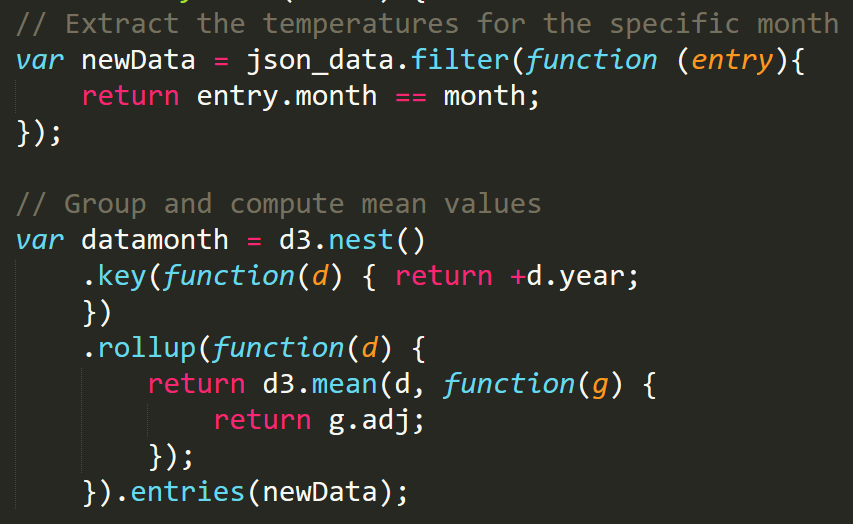 // Extract the temperatures for the specific month
var newData = json_data.filter(function (entry){
    return entry.month == month;
});

// Group and compute mean values
var datamonth = d3.nest()
    .key(function(d) { return +d.year;
    })
    .rollup(function(d) {
        return d3.mean(d, function(g) {
            return g.adj;
        });
    }).entries(newData);